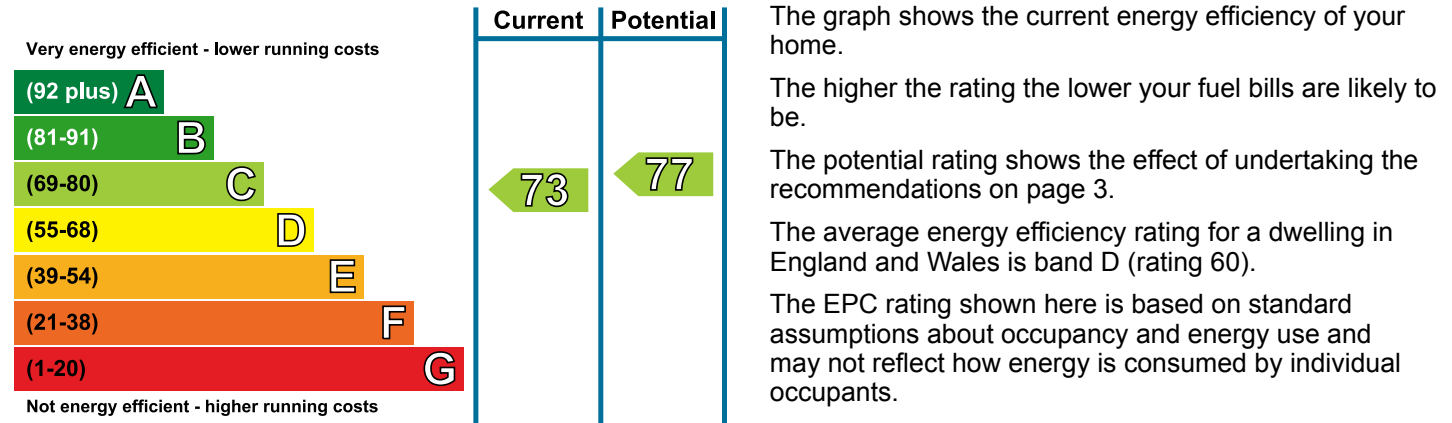 Current Potential
Very energy efficient - lower running costs
(92 plus) A
(81-91) B
(69-80) C
(55-68) D
(39-54) E
(21-38) F
(1-20) G
Not energy efficient - higher running costs
73
77
The graph shows the current energy efficiency of your
home.
The higher the rating the lower your fuel bills are likely to
be.
The potential rating shows the effect of undertaking the
recommendations on page 3.
The average energy efficiency rating for a dwelling in
England and Wales is band D (rating 60).
The EPC rating shown here is based on standard
assumptions about occupancy and energy use and
may not reflect how energy is consumed by individual
occupants.